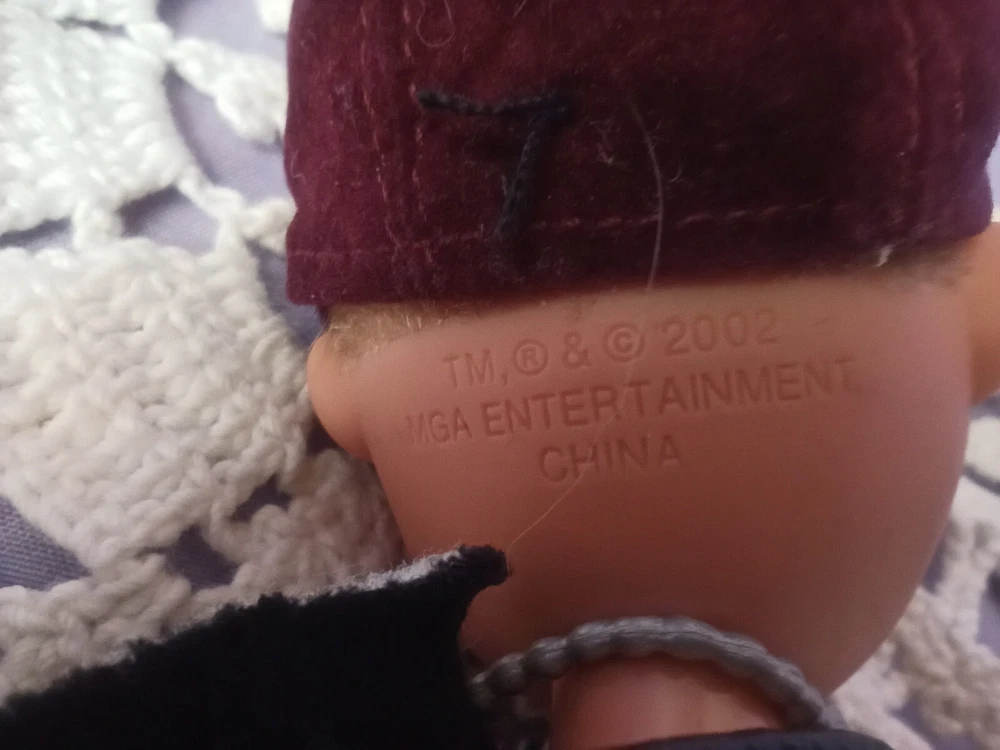 TM, ® & © 2002
MGA ENTERTAINMENT
CHINA